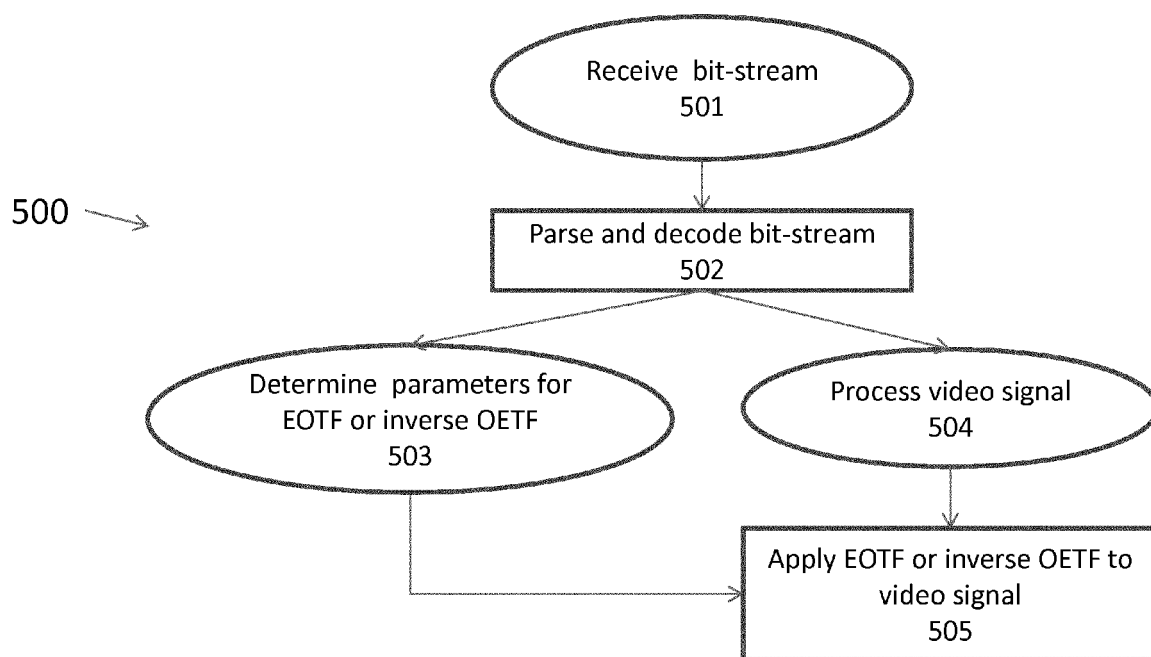 Receive bit-stream
501
500
Parse and decode bit-stream
502
Determine parameters for
EOTF or inverse OETF
503
Process video signal
504
Apply EOTF or inverse OETF to
video signal
505